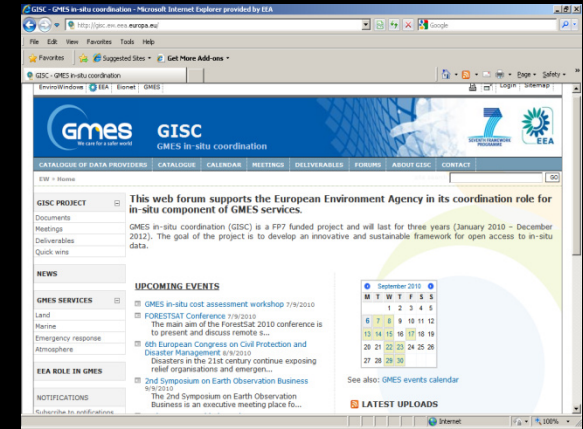 GISC - GMES in-situ coordination - Microsoft Internet Explorer provided by EEA
http://gisc.ew.eea.europa.eu/
Google
File Edit View Favorites Tools Help
Favorites Suggested Sites Get More Add-ons
GISC - GMES in-situ coordination
Page Safety
EnviroWindows EEA Eionet GMES
Login Sitemap
GMES
We care for a safer world
GISC
GMES in-situ coordination
SEVENTH FRAMEWORK PROGRAMME
EEA
CATALOGUE OF DATA PROVIDERS CATALOGUE CALENDAR MEETINGS DELIVERABLES FORUMS ABOUT GISC CONTACT
EW > Home
GO
GISC PROJECT
Documents
Meetings
Deliverables
Quick wins
NEWS
GMES SERVICES
Land
Marine
Emergency response
Atmosphere
EEA ROLE IN GMES
NOTIFICATIONS
Subscribe to notifications
This web forum supports the European Environment Agency in its coordination role for
in-situ component of GMES services.
GMES in-situ coordination (GISC) is a FP7 funded project and will last for three years (January 2010 – December
2012). The goal of the project is to develop an innovative and sustainable framework for open access to in-situ
data.
UPCOMING EVENTS
GMES in-situ cost assessment workshop 7/9/2010
FORESTSAT Conference 7/9/2010
The main aim of the ForestSat 2010 conference is
to present and discuss remote s...
6th European Congress on Civil Protection and
Disaster Management 8/9/2010
Disasters in the 21st century continue exposing
relief organisations and emergen...
2nd Symposium on Earth Observation Business
9/9/2010
The 2nd Symposium on Earth Observation
Business is an executive meeting place fo...
September 2010
M T W T F S S
1 2 3 4 5
6 7 8 9 10 11 12
13 14 15 16 17 18 19
20 21 22 23 24 25 26
27 28 29 30
See also: GMES events calendar
LATEST UPLOADS
Internet
100%